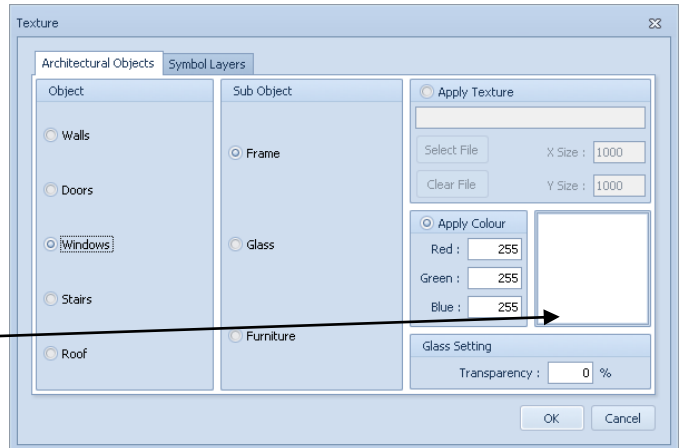 Texture
Architectural Objects
Symbol Layers
Object
Walls
Doors
Windows
Stairs
Roof
Sub Object
Frame
Glass
Furniture
Apply Texture
Select File
X Size : 1000
Clear File
Y Size : 1000
Apply Colour
Red : 255
Green : 255
Blue : 255
Glass Setting
Transparency : 0 %
OK
Cancel